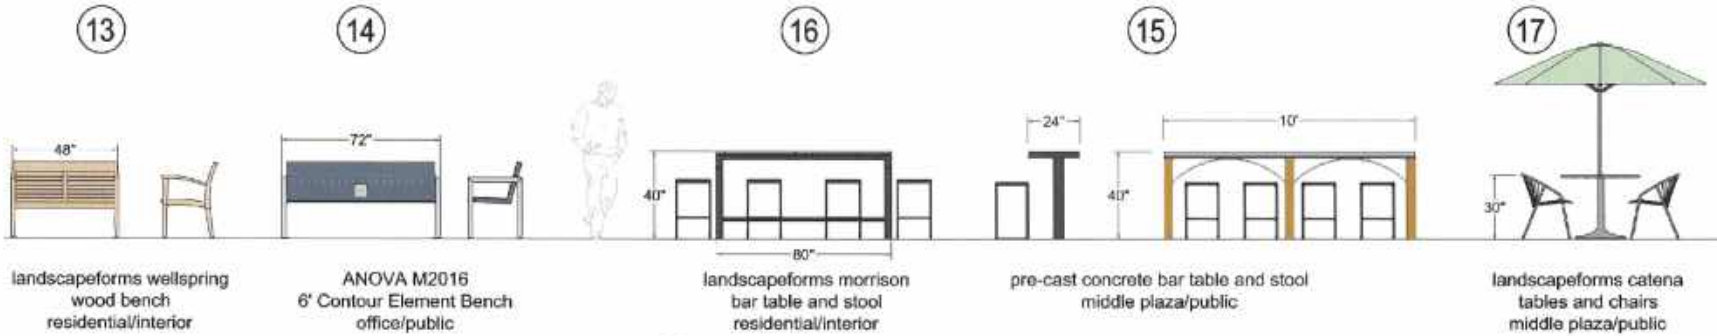 13
14
16
15
17
48"
72"
40"
80"
24"
40"
10'
30"
landscapeforms wellspring
wood bench
residential/interior
ANOVA M2016
6' Contour Element Bench
office/public
landscapeforms morrison
bar table and stool
residential/interior
pre-cast concrete bar table and stool
middle plaza/public
landscapeforms catena
tables and chairs
middle plaza/public